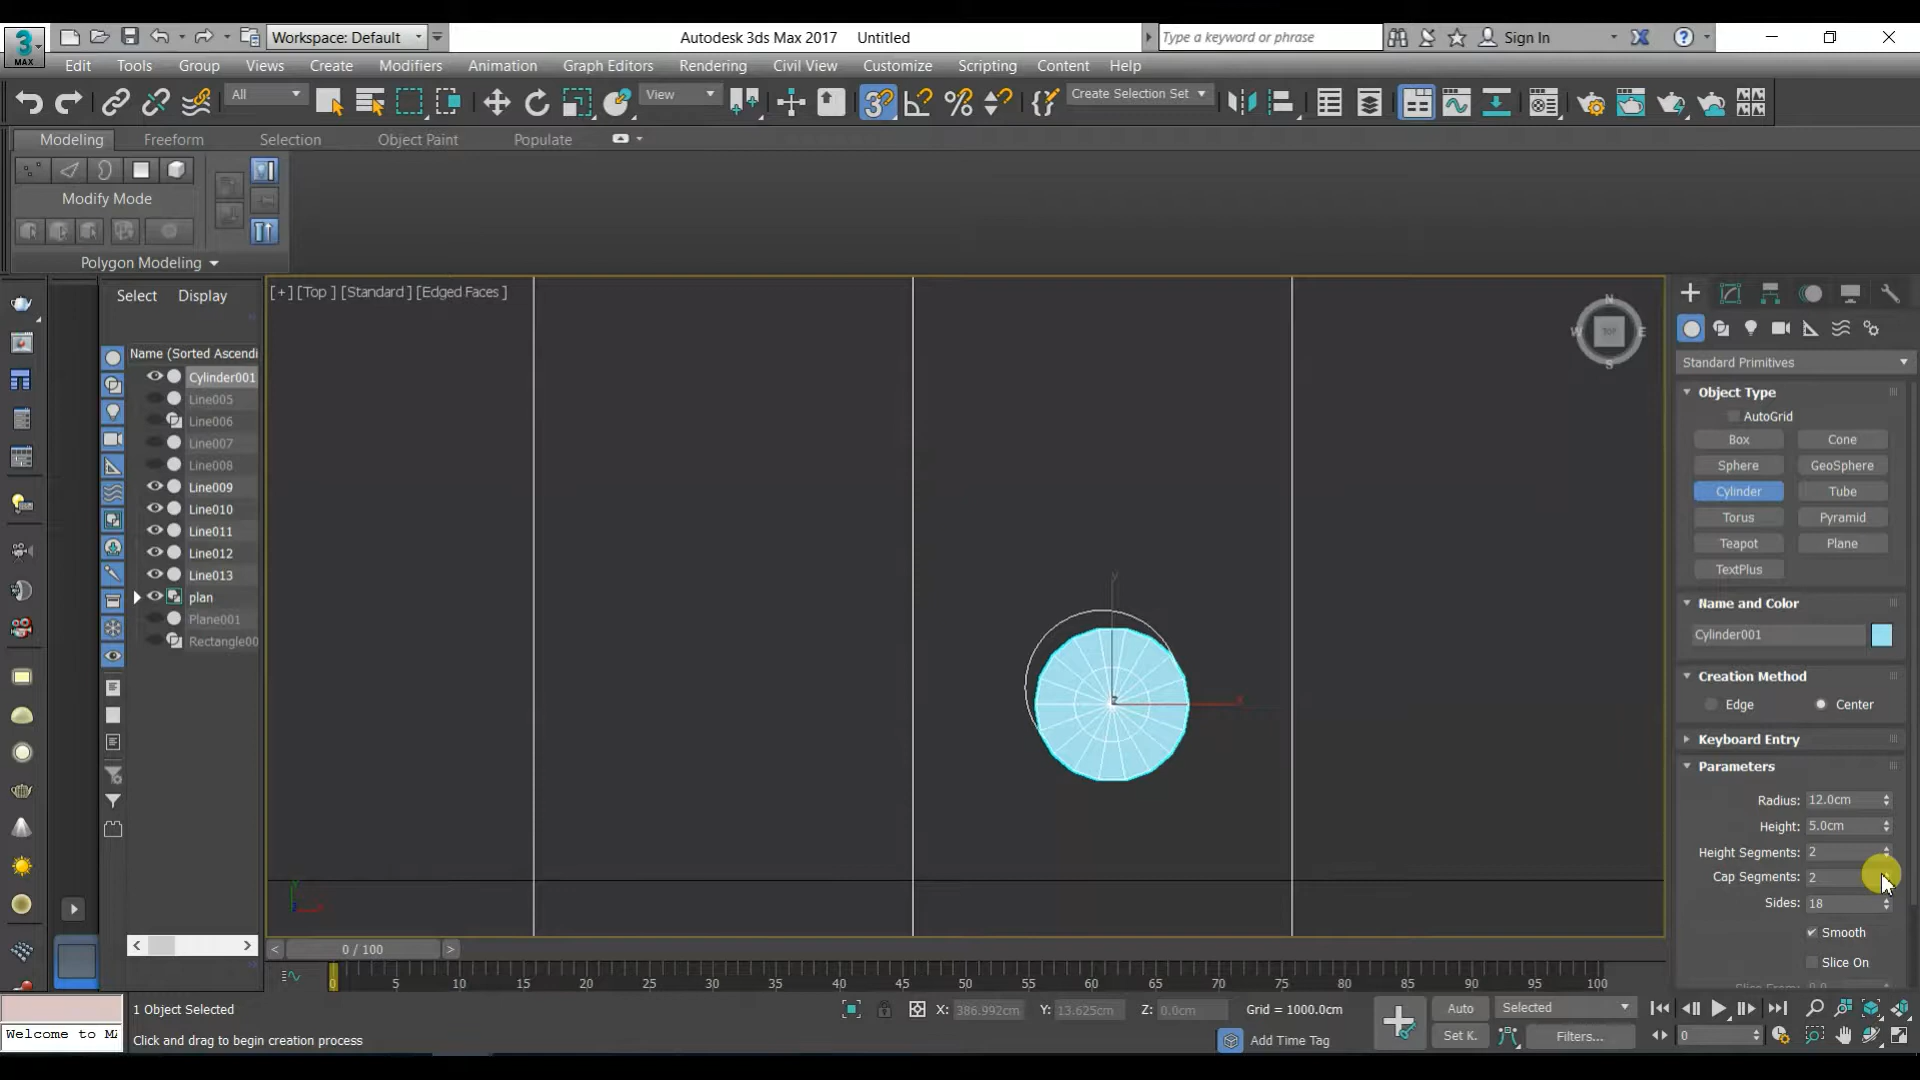 3 MAX Workspace: Default Autodesk 3ds Max 2017 Untitled Type a keyword or phrase Sign In
Edit Tools Group Views Create Modifiers Animation Graph Editors Rendering Civil View Customize Scripting Content Help
All View 3 Create Selection Set
Modeling Freeform Selection Object Paint Populate
Modify Mode
Polygon Modeling
Select Display
Name (Sorted Ascendi
Cylinder001
Line005
Line006
Line007
Line008
Line009
Line010
Line011
Line012
Line013
plan
Plane001
Rectangle00
[ + ] [Top ] [Standard ] [Edged Faces ]
N
W TOP E
S
y
z x
Standard Primitives
Object Type
AutoGrid
Box Cone
Sphere GeoSphere
Cylinder Tube
Torus Pyramid
Teapot Plane
TextPlus
Name and Color
Cylinder001
Creation Method
Edge Center
Keyboard Entry
Parameters
Radius: 12.0cm
Height: 5.0cm
Height Segments: 2
Cap Segments: 2
Sides: 18
Smooth
Slice On
0 / 100
0 5 10 15 20 25 30 35 40 45 50 55 60 65 70 75 80 85 90 95 100
1 Object Selected X: 386.992cm Y: 13.625cm Z: 0.0cm Grid = 1000.0cm Auto Selected
Welcome to MA Click and drag to begin creation process Add Time Tag Set K. Filters... 0